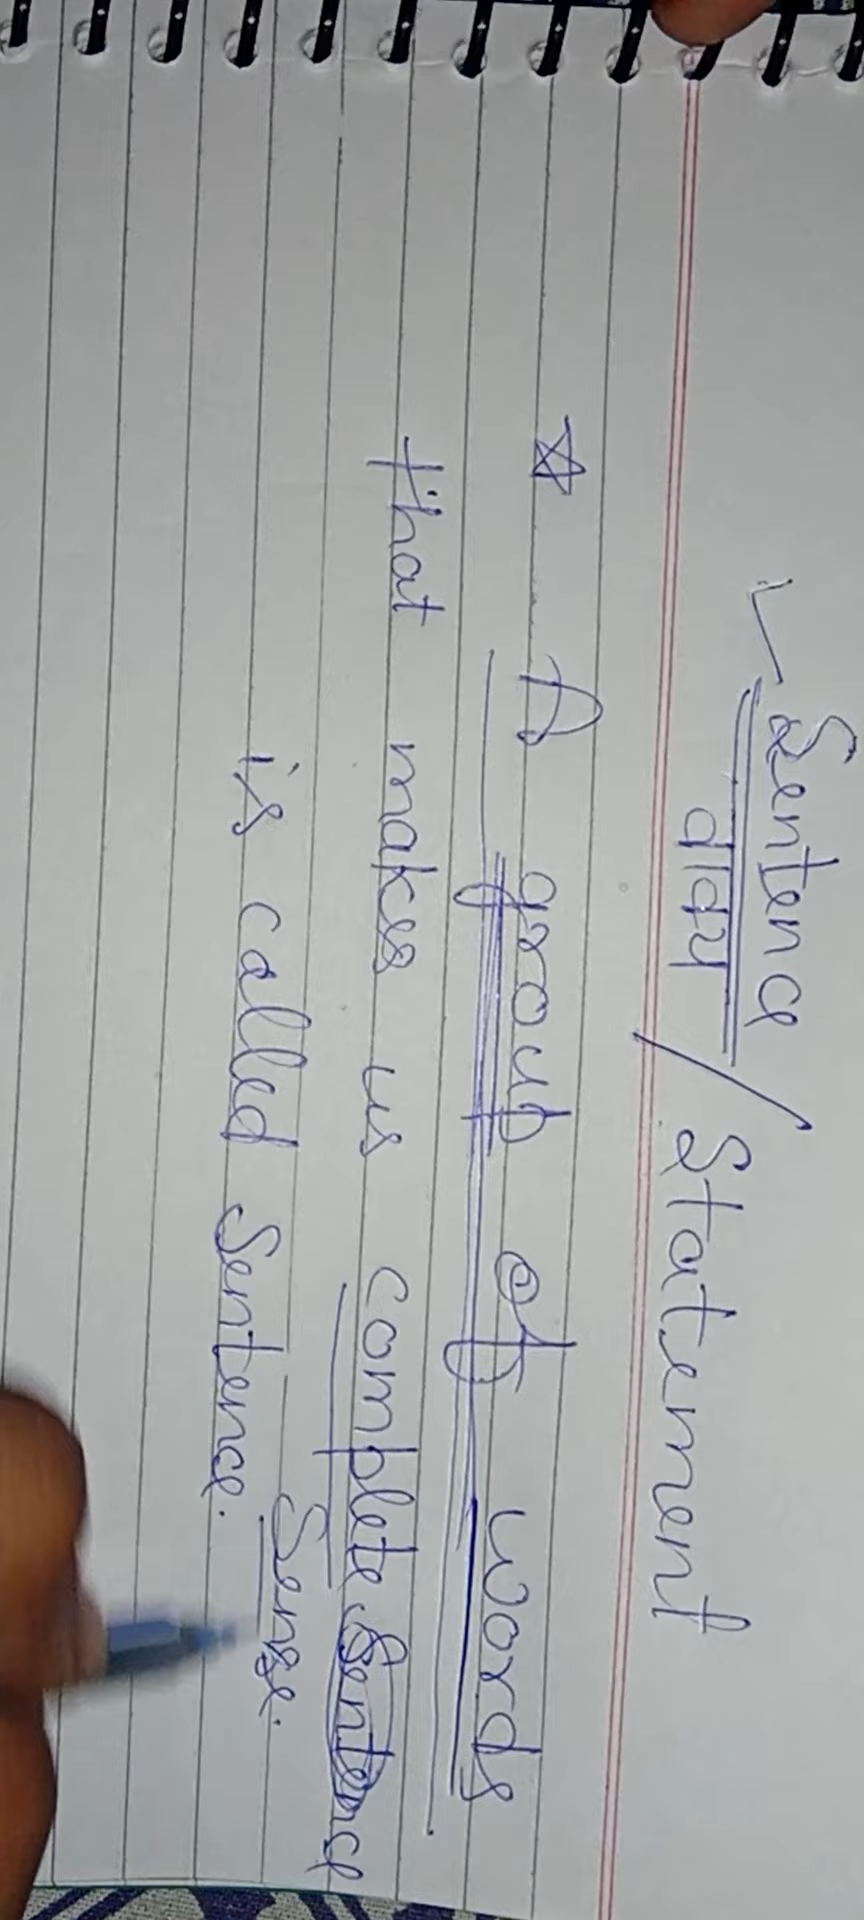 Sentence / Statement
वाक्य
☆ A group of words
that makes us complete Sentence
Sense.
is called Sentence.